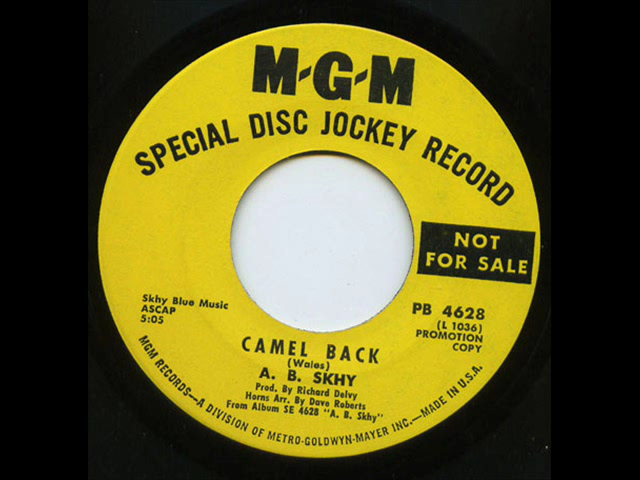 M-G-M
SPECIAL DISC JOCKEY RECORD
NOT
FOR SALE
Skhy Blue Music
ASCAP
5:05
PB 4628
(L 1036)
PROMOTION
COPY
CAMEL BACK
(Wales)
A. B. SKHY
Prod. By Richard Delvy
Horns Arr. By Dave Roberts
From Album SE 4628 "A. B. Skhy"
MGM RECORDS—A DIVISION OF METRO-GOLDWYN-MAYER INC.—MADE IN U.S.A.